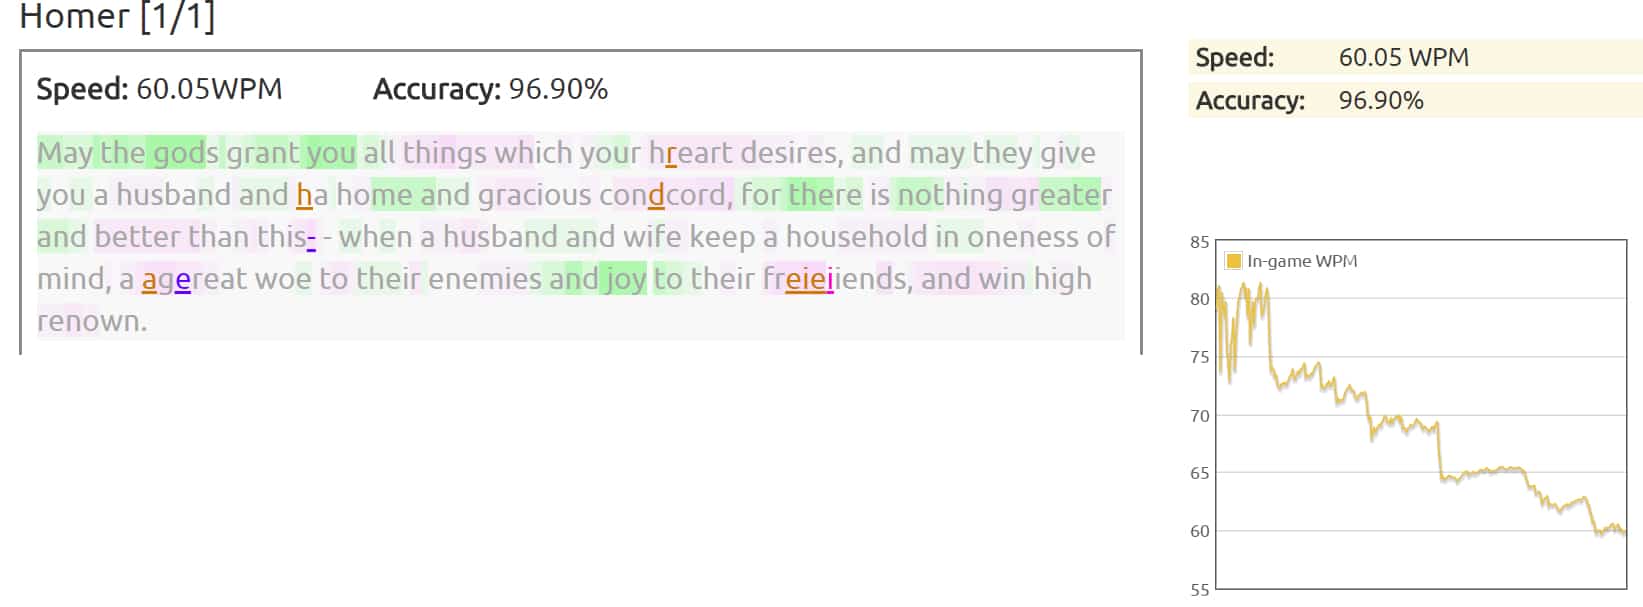 Homer [1/1]
Speed: 60.05WPM Accuracy: 96.90%
May the gods grant you all things which your hreart desires, and may they give
you a husband and ha home and gracious condcord, for there is nothing greater
and better than this- - when a husband and wife keep a household in oneness of
mind, a agereat woe to their enemies and joy to their freieiiends, and win high
renown.
Speed: 60.05 WPM
Accuracy: 96.90%
In-game WPM
85
80
75
70
65
60
55